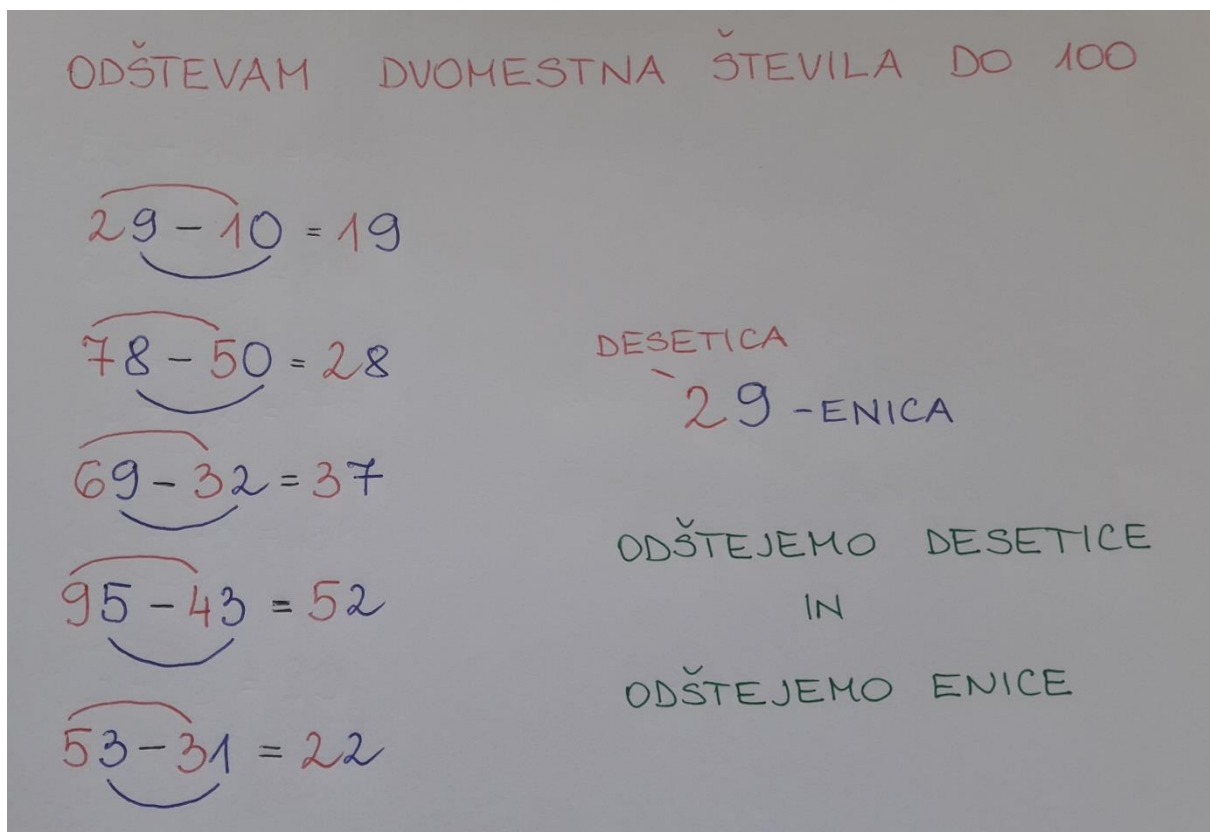 ODŠTEVAM DVOMESTNA ŠTEVILA DO 100
29 - 10 = 19
78 - 50 = 28
69 - 32 = 37
95 - 43 = 52
53 - 31 = 22
DESETICA
29 - ENICA
ODŠTEJEMO DESETICE
IN
ODŠTEJEMO ENICE